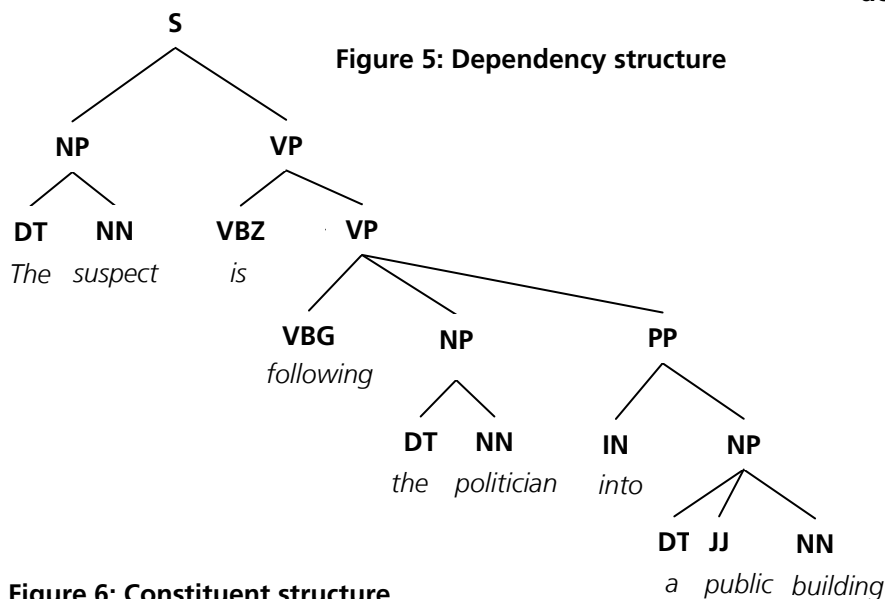 S
Figure 5: Dependency structure
NP VP
DT NN VBZ VP
The suspect is
VBG NP PP
following
DT NN IN NP
the politician into
DT JJ NN
a public building
Figure 6: Constituent structure